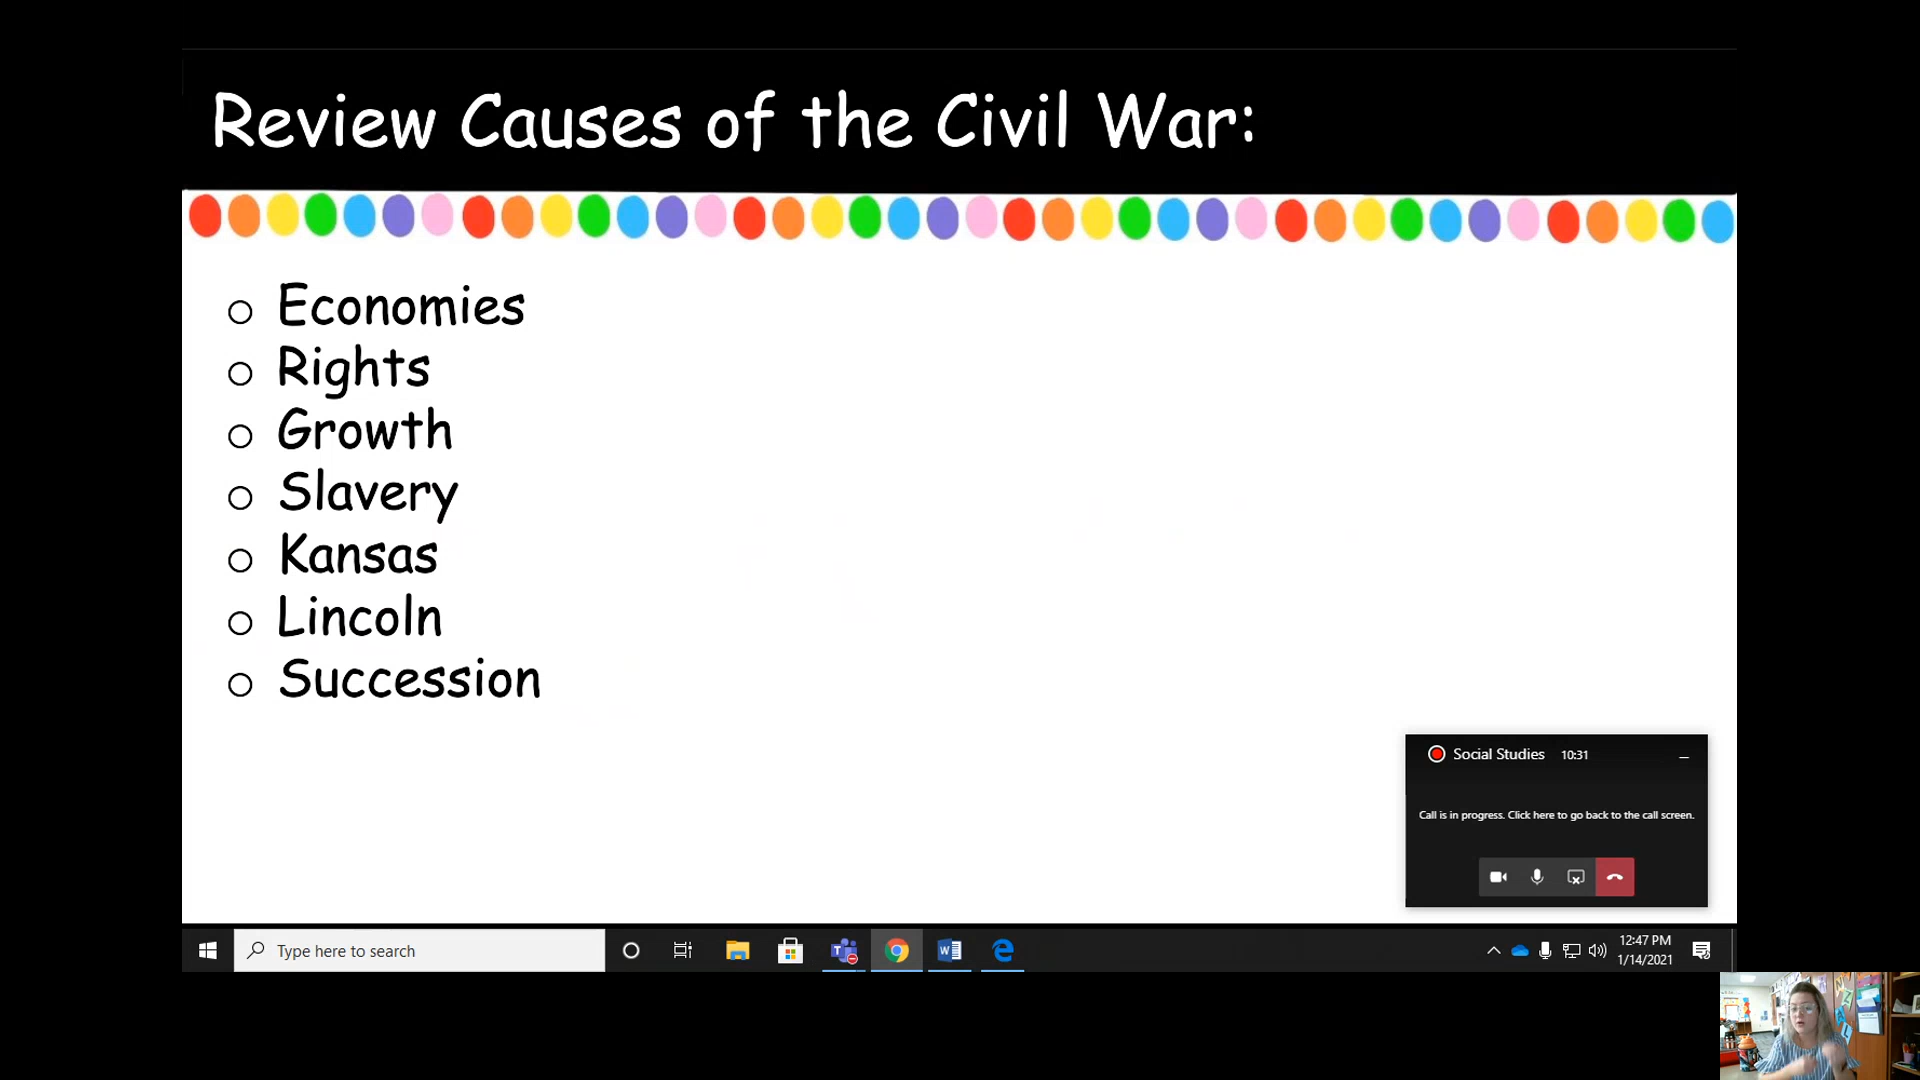 Review Causes of the Civil War:
Economies
Rights
Growth
Slavery
Kansas
Lincoln
Succession
Social Studies 10:31
Call is in progress. Click here to go back to the call screen.
Type here to search
12:47 PM
1/14/2021